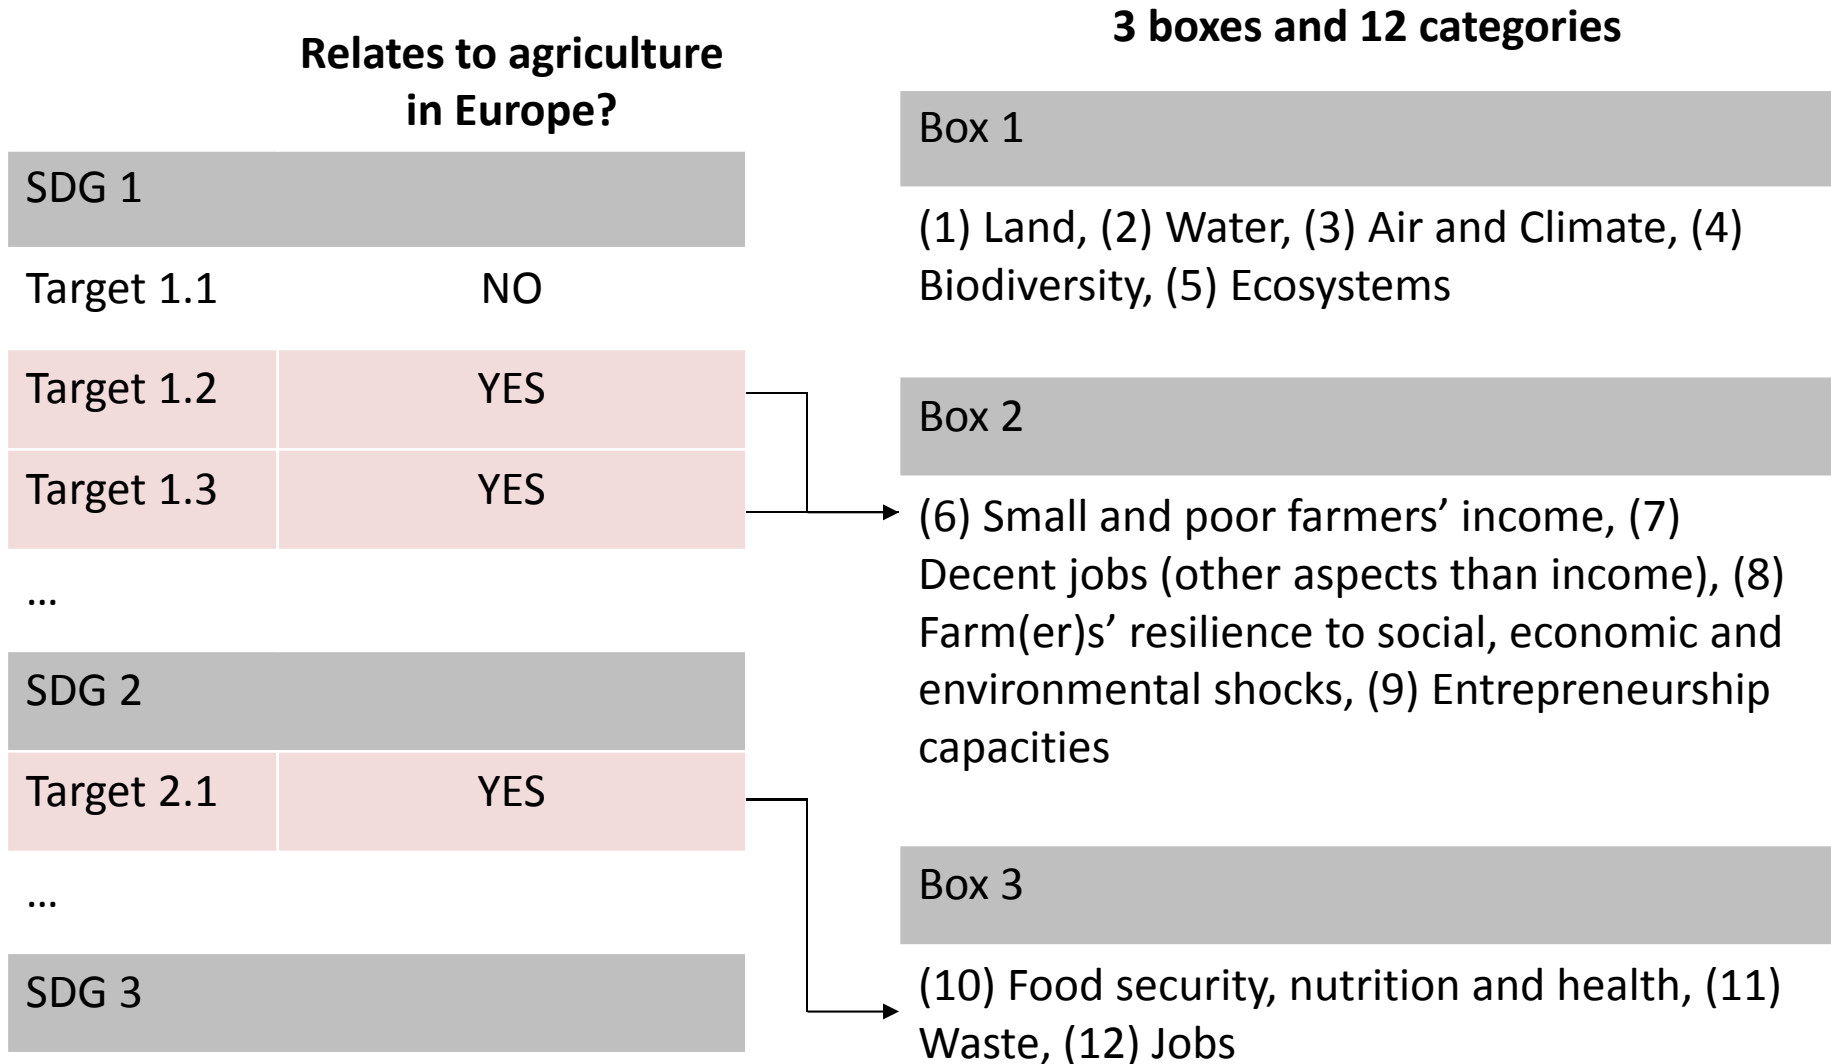 Relates to agriculture
in Europe?
SDG 1
Target 1.1 NO
Target 1.2 YES
Target 1.3 YES
...
SDG 2
Target 2.1 YES
...
SDG 3
3 boxes and 12 categories
Box 1
(1) Land, (2) Water, (3) Air and Climate, (4)
Biodiversity, (5) Ecosystems
Box 2
(6) Small and poor farmers’ income, (7)
Decent jobs (other aspects than income), (8)
Farm(er)s’ resilience to social, economic and
environmental shocks, (9) Entrepreneurship
capacities
Box 3
(10) Food security, nutrition and health, (11)
Waste, (12) Jobs